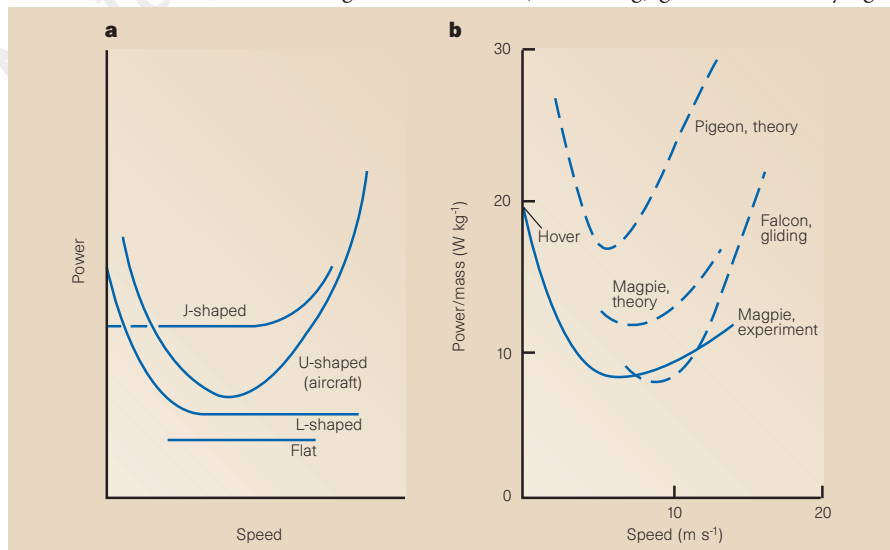 a
Power
J-shaped
U-shaped
(aircraft)
L-shaped
Flat
Speed
b
30
20
10
0
Power/mass (W kg-1)
Pigeon, theory
Hover
Falcon,
gliding
Magpie,
theory
Magpie,
experiment
10
20
Speed (m s-1)